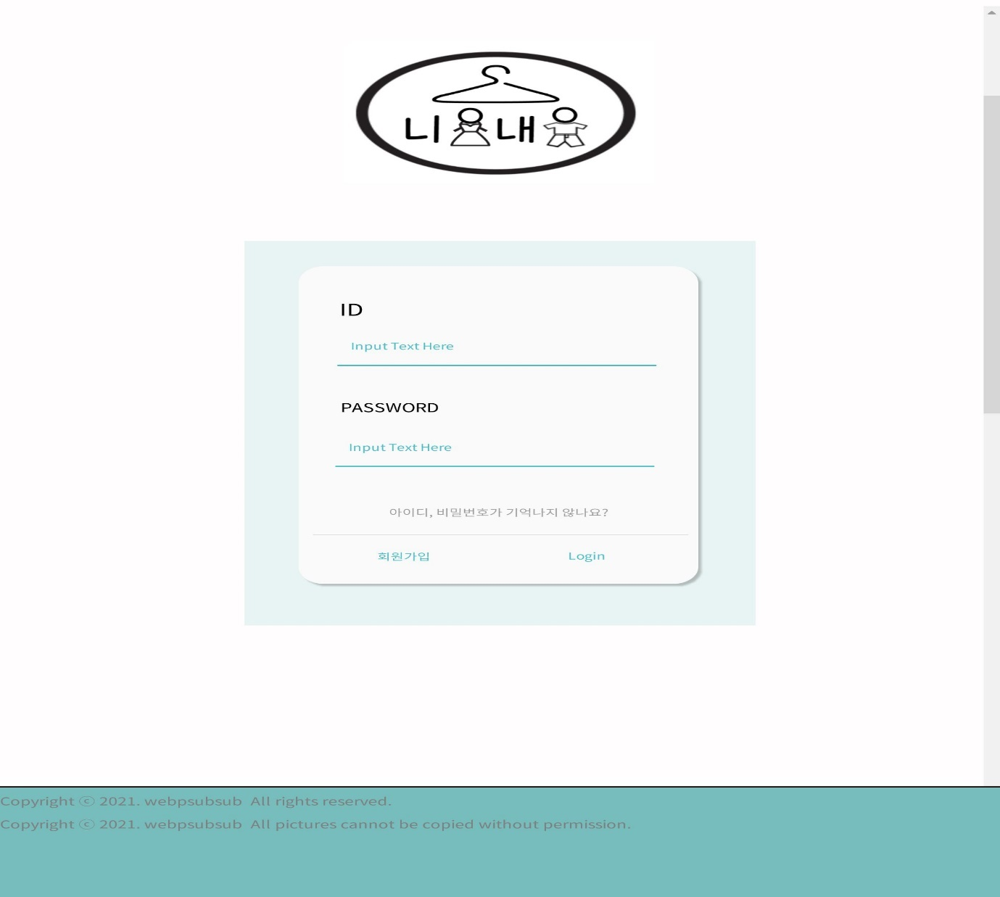 니옷내옷
ID
Input Text Here
PASSWORD
Input Text Here
아이디, 비밀번호가 기억나지 않나요?
회원가입 Login
Copyright ⓒ 2021. webpsubsub All rights reserved.
Copyright ⓒ 2021. webpsubsub All pictures cannot be copied without permission.